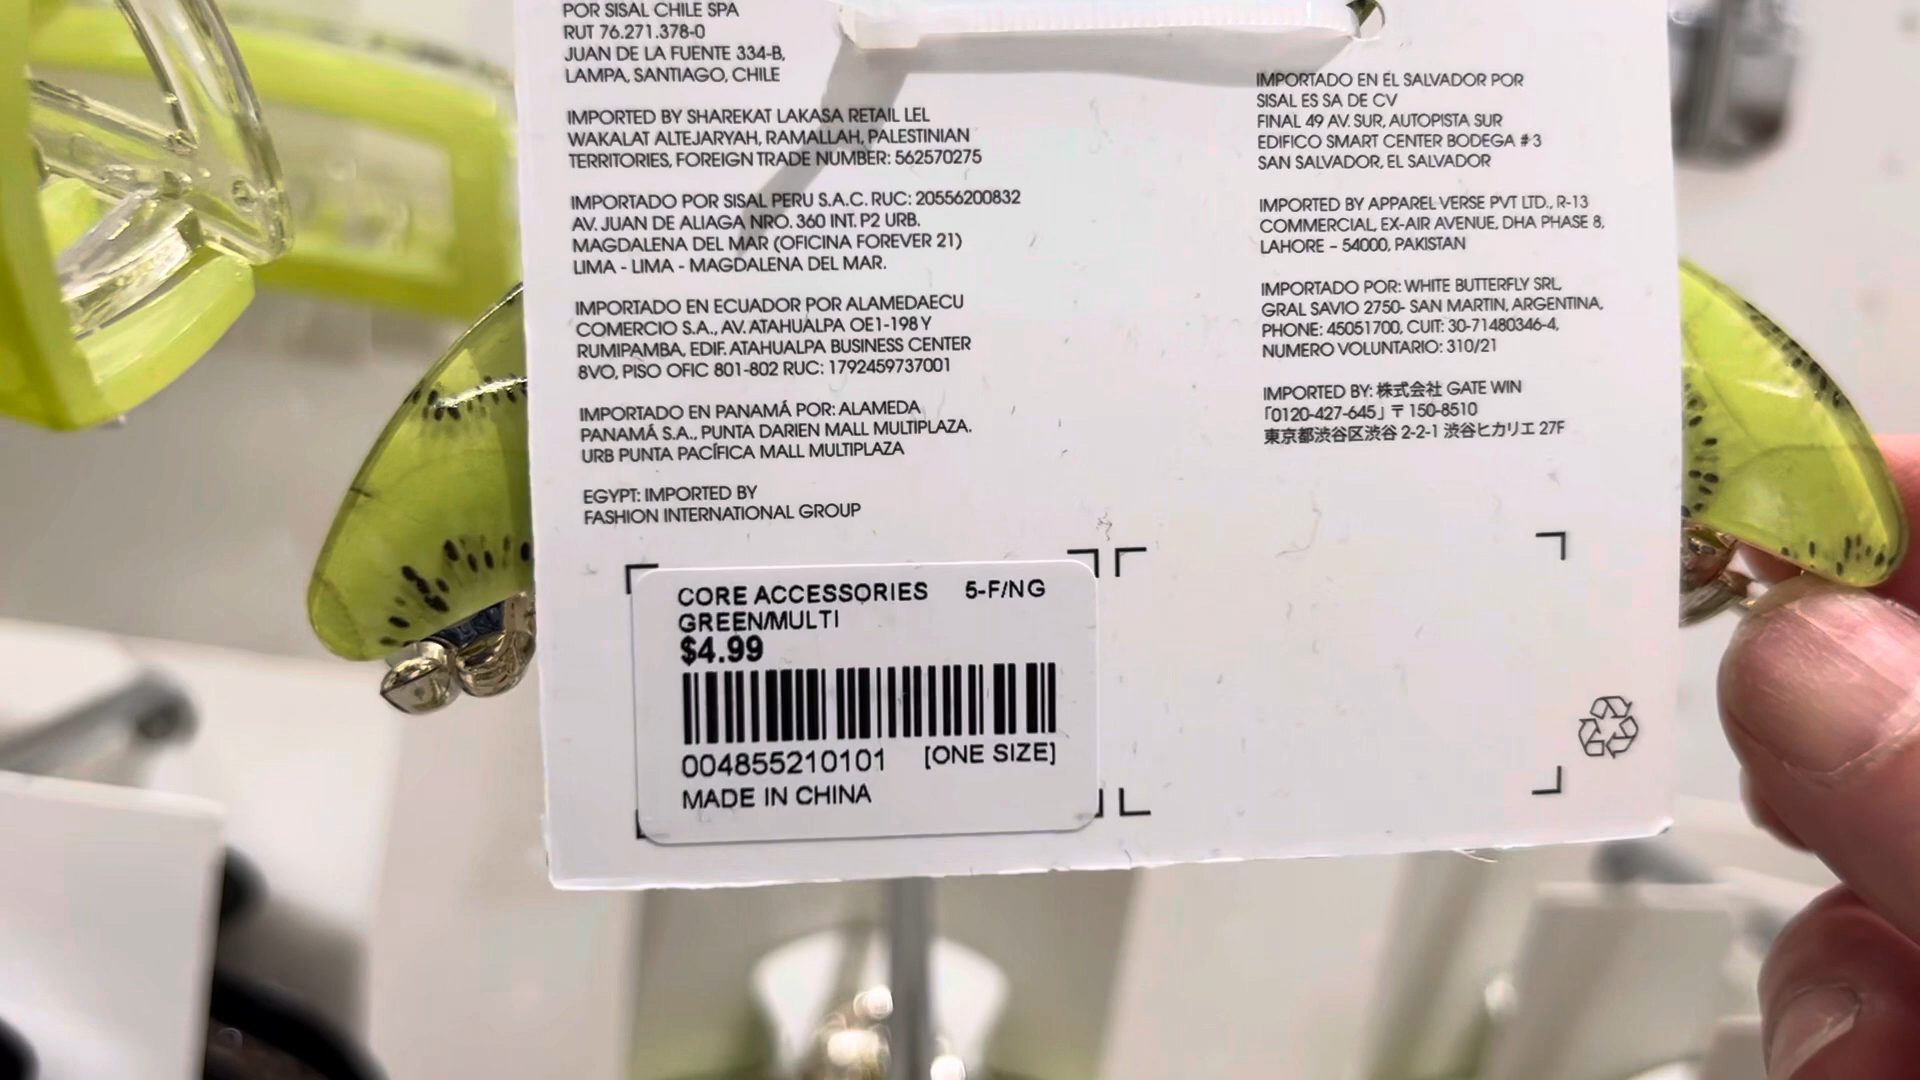 POR SISAL CHILE SPA
RUT 76.271.378-0
JUAN DE LA FUENTE 334-B,
LAMPA, SANTIAGO, CHILE
IMPORTED BY SHAREKAT LAKASA RETAIL LEL
WAKALAT ALTEJARYAH, RAMALLAH, PALESTINIAN
TERRITORIES, FOREIGN TRADE NUMBER: 562570275
IMPORTADO POR SISAL PERU S.A.C. RUC: 20556200832
AV. JUAN DE ALIAGA NRO. 360 INT. P2 URB.
MAGDALENA DEL MAR (OFICINA FOREVER 21)
LIMA - LIMA - MAGDALENA DEL MAR.
IMPORTADO EN ECUADOR POR ALAMEDAECU
COMERCIO S.A., AV. ATAHUALPA OE1-198 Y
RUMIPAMBA, EDIF. ATAHUALPA BUSINESS CENTER
8VO, PISO OFIC 801-802 RUC: 1792459737001
IMPORTADO EN PANAMÁ POR: ALAMEDA
PANAMÁ S.A., PUNTA DARIEN MALL MULTIPLAZA.
URB PUNTA PACÍFICA MALL MULTIPLAZA
EGYPT: IMPORTED BY
FASHION INTERNATIONAL GROUP
IMPORTADO EN EL SALVADOR POR
SISAL ES SA DE CV
FINAL 49 AV. SUR, AUTOPISTA SUR
EDIFICO SMART CENTER BODEGA # 3
SAN SALVADOR, EL SALVADOR
IMPORTED BY APPAREL VERSE PVT LTD., R-13
COMMERCIAL, EX-AIR AVENUE, DHA PHASE 8,
LAHORE – 54000, PAKISTAN
IMPORTADO POR: WHITE BUTTERFLY SRL,
GRAL SAVIO 2750- SAN MARTIN, ARGENTINA,
PHONE: 45051700, CUIT: 30-71480346-4,
NUMERO VOLUNTARIO: 310/21
IMPORTED BY: 株式会社 GATE WIN
「0120-427-645」 〒 150-8510
東京都渋谷区渋谷 2-2-1 渋谷ヒカリエ 27F
CORE ACCESSORIES 5-F/NG
GREEN/MULTI
$4.99
004855210101 [ONE SIZE]
MADE IN CHINA